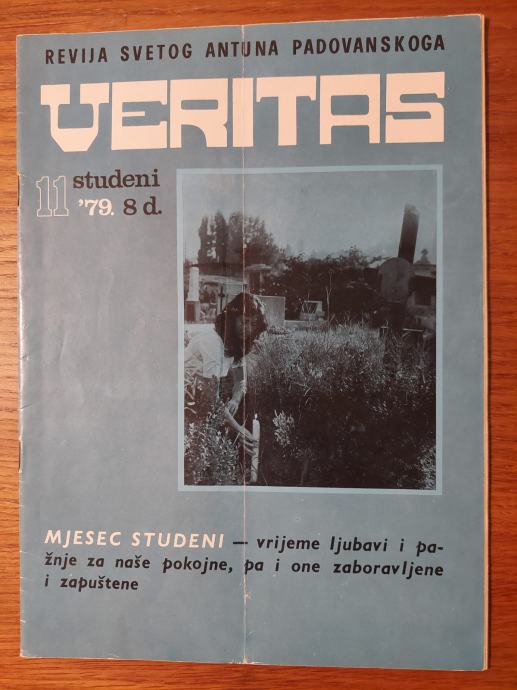 REVIJA SVETOG ANTUNA PADOVANSKOGA
VERITAS
11 studeni
'79. 8 d.
MJESEC STUDENI — vrijeme ljubavi i pa-
žnje za naše pokojne, pa i one zaboravljene
i zapuštene